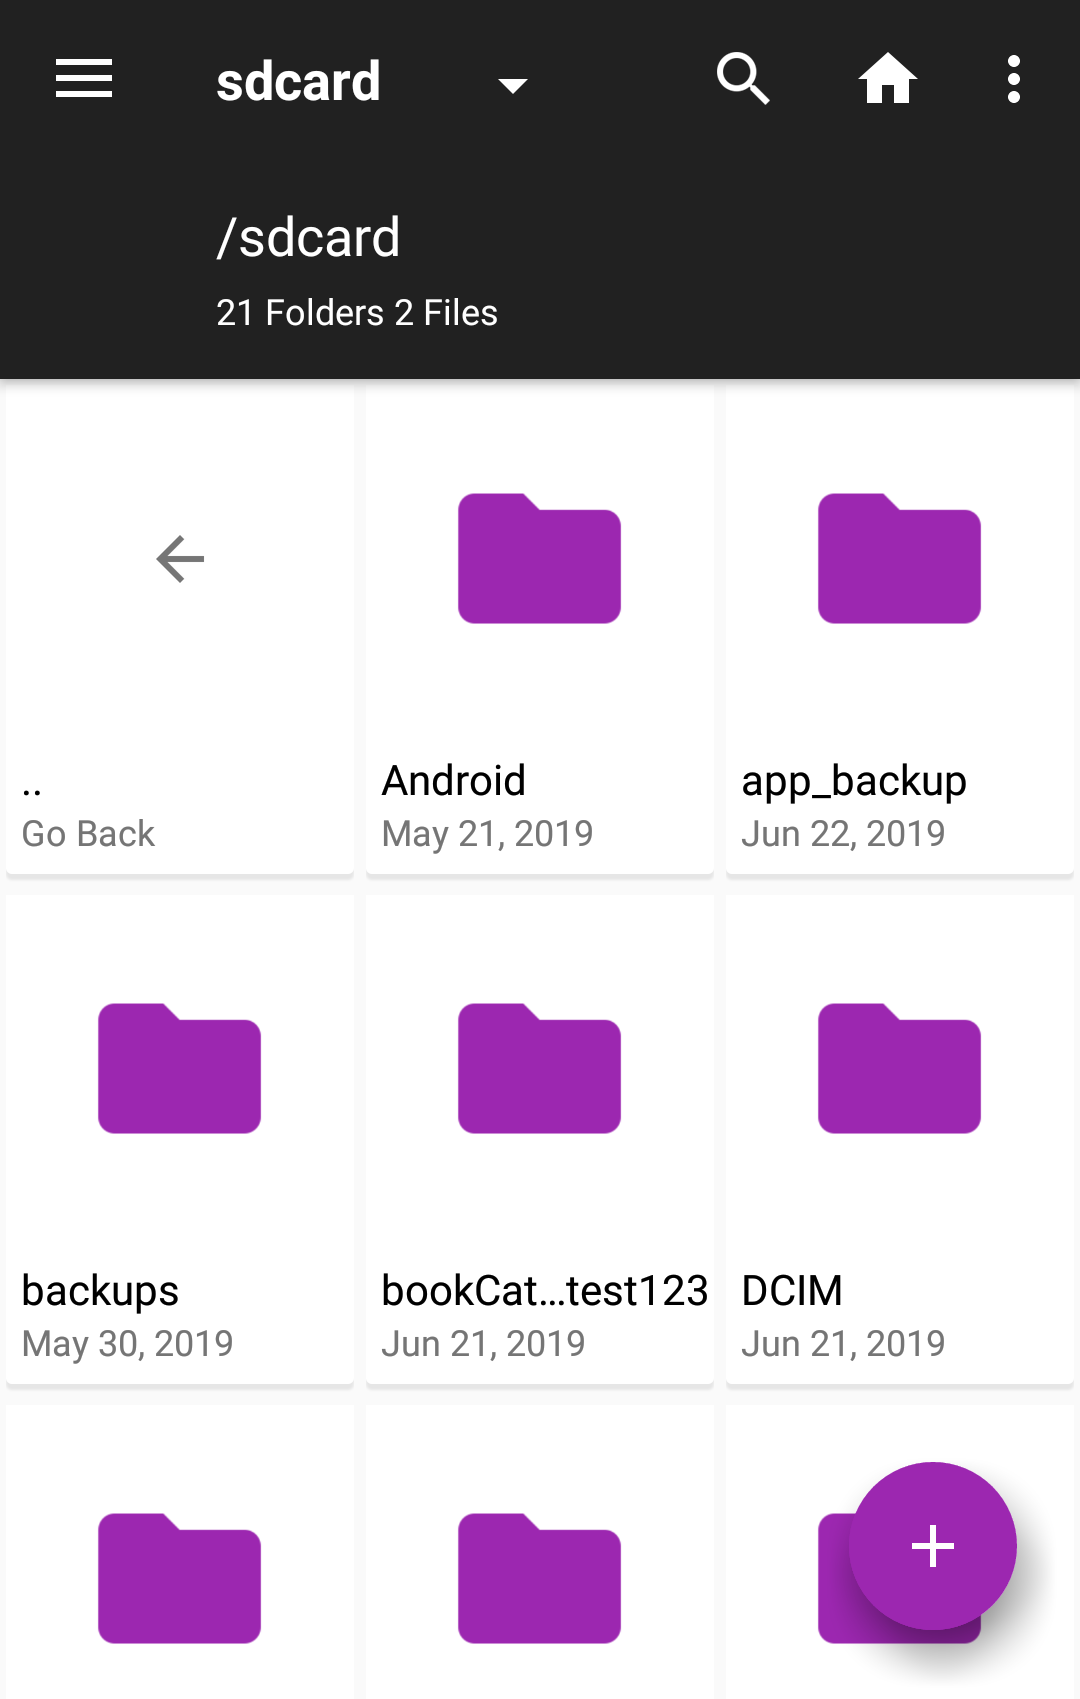 sdcard
/sdcard
21 Folders 2 Files
..
Go Back
Android
May 21, 2019
app_backup
Jun 22, 2019
backups
May 30, 2019
bookCat...test123
Jun 21, 2019
DCIM
Jun 21, 2019